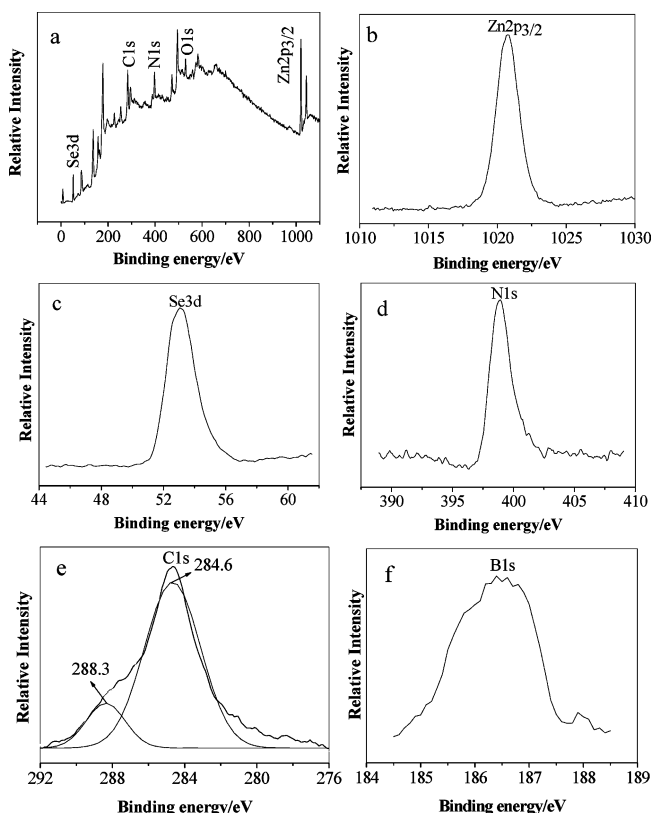 a
Se3d
C1s
N1s
O1s
Zn2p3/2
Relative Intensity
0 200 400 600 800 1000
Binding energy/eV
b
Zn2p3/2
Relative Intensity
1010 1015 1020 1025 1030
Binding energy/eV
c
Se3d
Relative Intensity
44 48 52 56 60
Binding energy/eV
d
N1s
Relative Intensity
390 395 400 405 410
Binding energy/eV
e
C1s
284.6
288.3
Relative Intensity
292 288 284 280 276
Binding energy/eV
f
B1s
Relative Intensity
184 185 186 187 188 189
Binding energy/eV